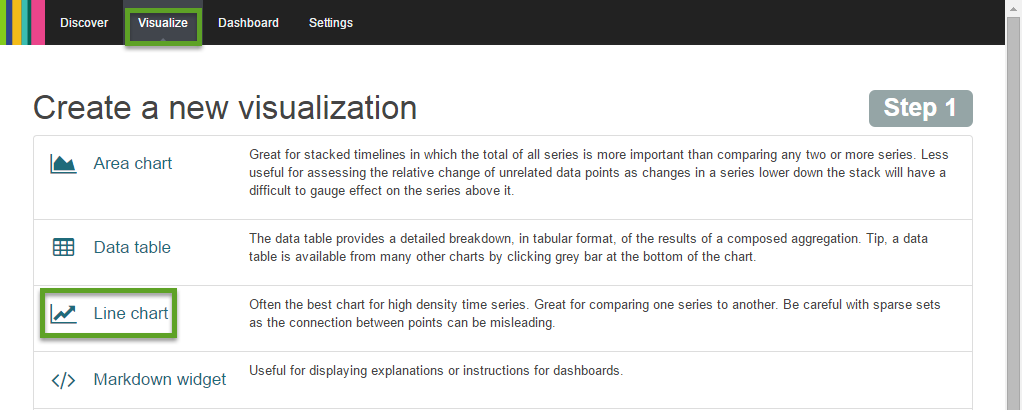 Discover Visualize Dashboard Settings
Create a new visualization
Step 1
Area chart
Great for stacked timelines in which the total of all series is more important than comparing any two or more series. Less
useful for assessing the relative change of unrelated data points as changes in a series lower down the stack will have a
difficult to gauge effect on the series above it.
Data table
The data table provides a detailed breakdown, in tabular format, of the results of a composed aggregation. Tip, a data
table is available from many other charts by clicking grey bar at the bottom of the chart.
Line chart
Often the best chart for high density time series. Great for comparing one series to another. Be careful with sparse sets
as the connection between points can be misleading.
Markdown widget
Useful for displaying explanations or instructions for dashboards.